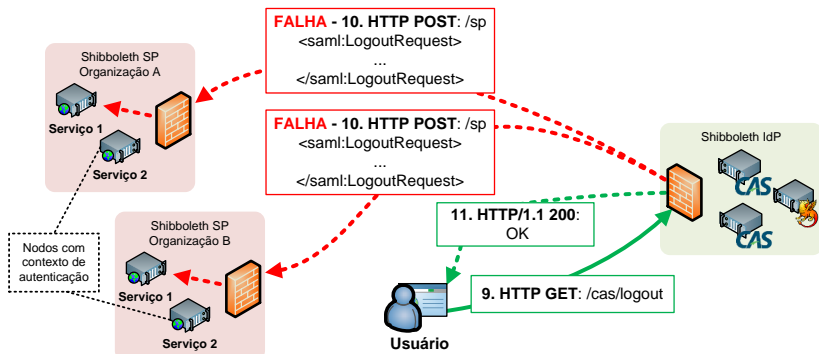 FALHA - 10. HTTP POST: /sp
<saml:LogoutRequest>
...
</saml:LogoutRequest>
Shibboleth SP
Organização A
Serviço 1
Serviço 2
FALHA - 10. HTTP POST: /sp
<saml:LogoutRequest>
...
</saml:LogoutRequest>
Shibboleth IdP
CAS
CAS
11. HTTP/1.1 200:
OK
Shibboleth SP
Organização B
Nodos com
contexto de
autenticação
Serviço 1
Serviço 2
9. HTTP GET: /cas/logout
Usuário